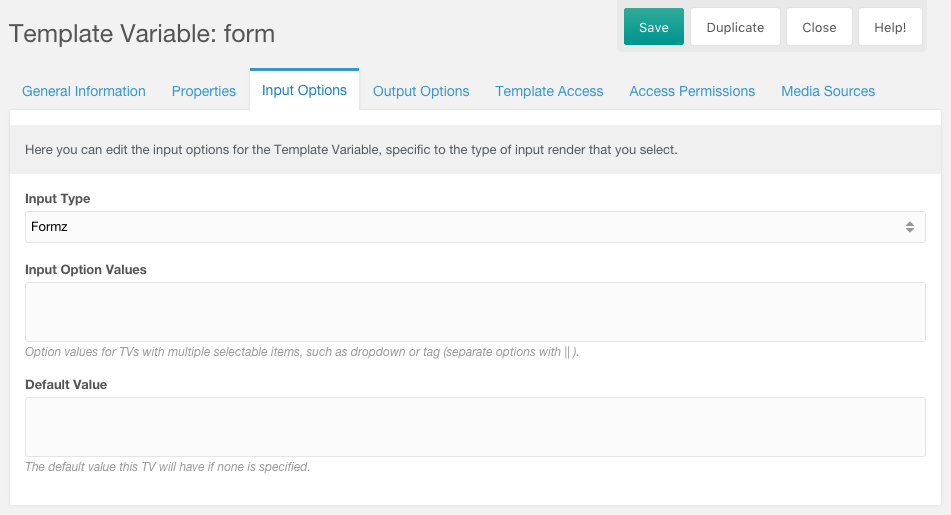 Template Variable: form
Save Duplicate Close Help!
General Information Properties Input Options Output Options Template Access Access Permissions Media Sources
Here you can edit the input options for the Template Variable, specific to the type of input render that you select.
Input Type
Formz
Input Option Values
Option values for TVs with multiple selectable items, such as dropdown or tag (separate options with || ).
Default Value
The default value this TV will have if none is specified.